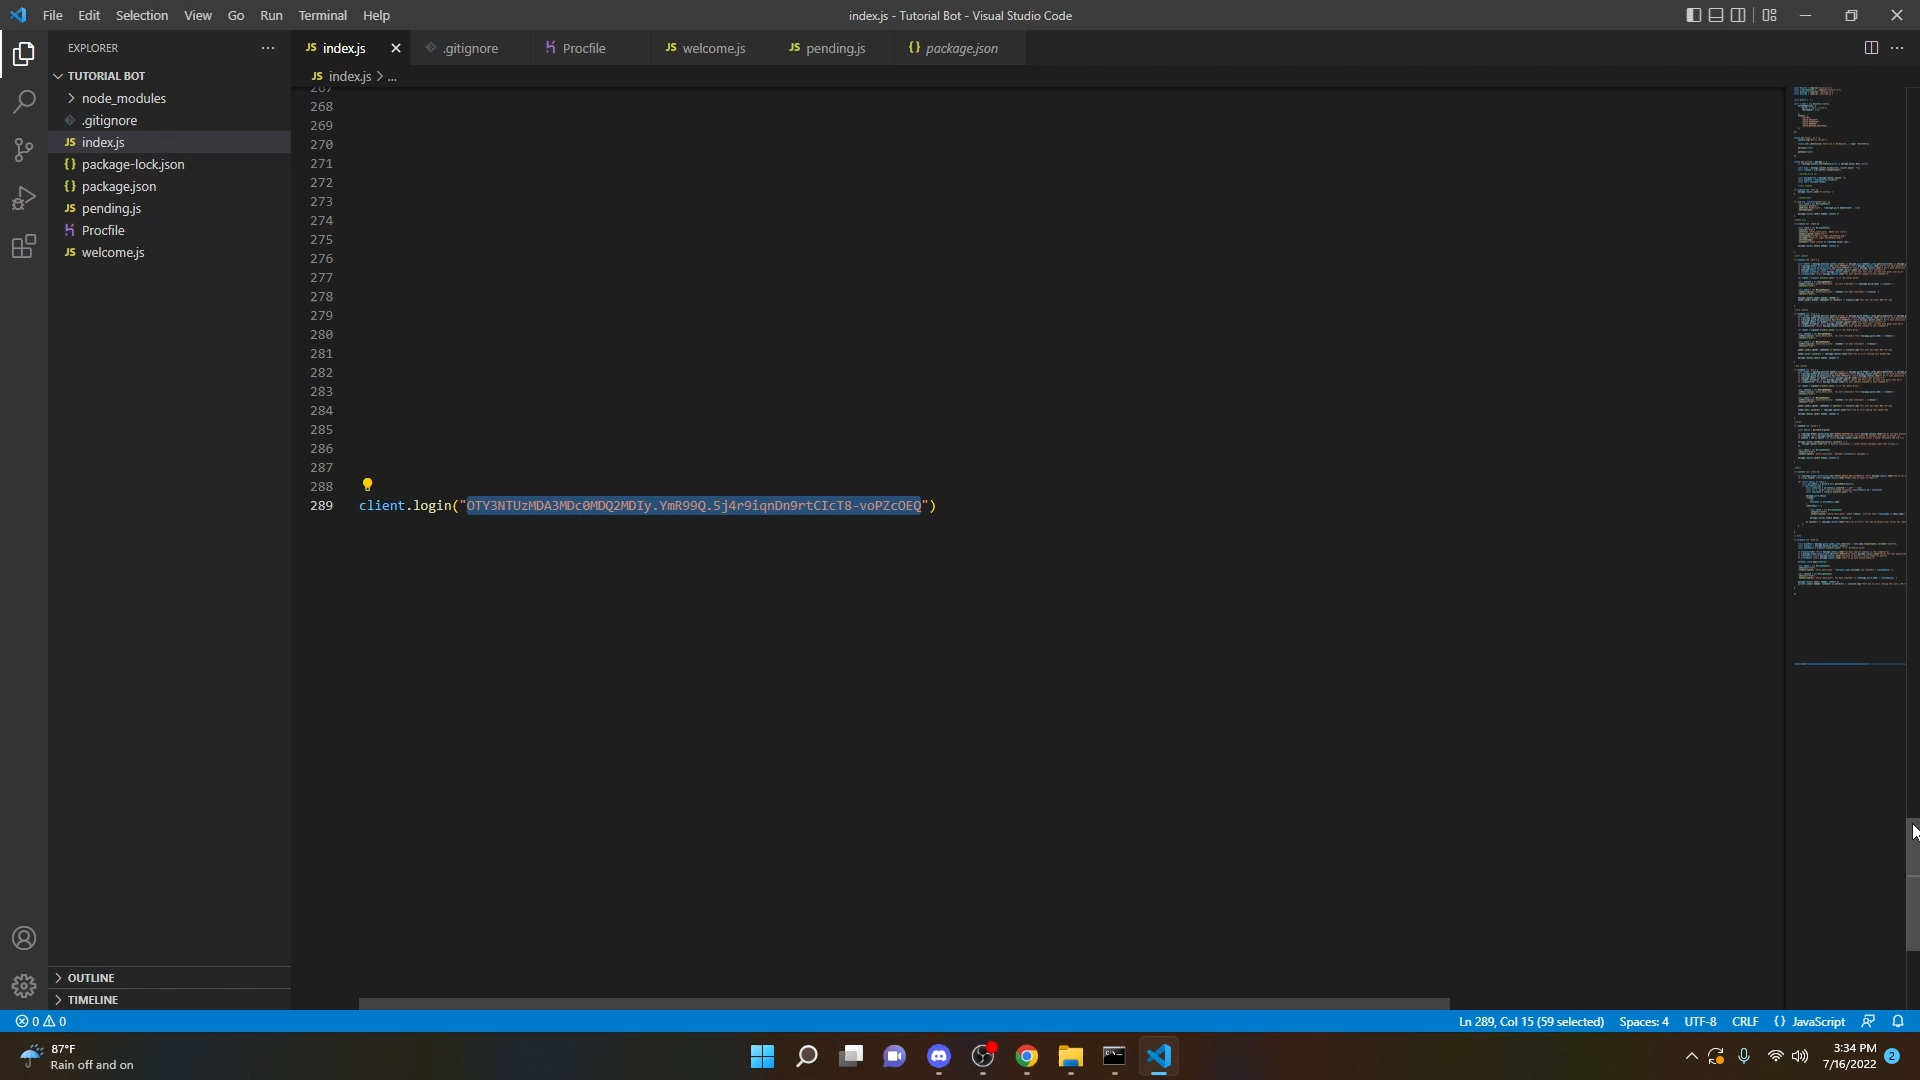 File Edit Selection View Go Run Terminal Help
index.js - Tutorial Bot - Visual Studio Code
EXPLORER
JS index.js .gitignore Procfile JS welcome.js JS pending.js {} package.json
JS index.js > ...
TUTORIAL BOT
node_modules
.gitignore
JS index.js
{} package-lock.json
{} package.json
JS pending.js
Procfile
JS welcome.js
267
268
269
270
271
272
273
274
275
276
277
278
279
280
281
282
283
284
285
286
287
288
289 client.login("OTY3NTUzMDA3MDc0MDQ2MDIy.YmR99Q.5j4r9iqnDn9rtCIcT8-voPZcOEQ")
OUTLINE
TIMELINE
0 0
Ln 289, Col 15 (59 selected) Spaces: 4 UTF-8 CRLF {} JavaScript
87°F
Rain off and on
3:34 PM
7/16/2022
2